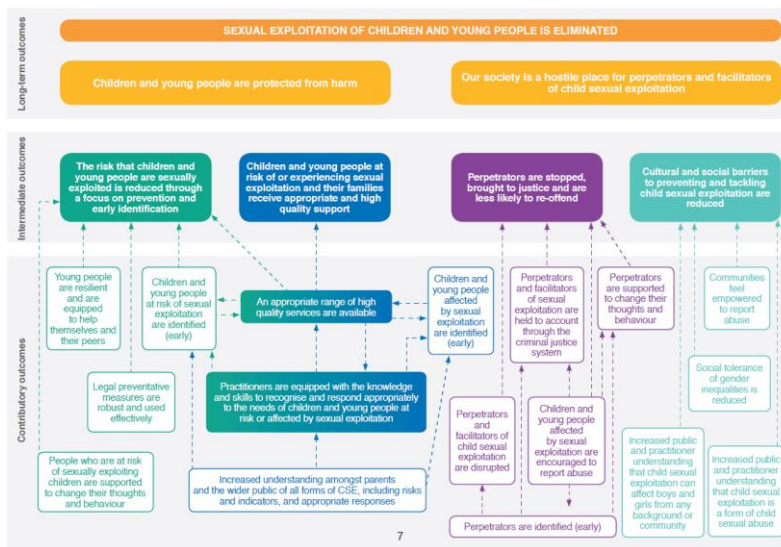 Long-term outcomes
SEXUAL EXPLOITATION OF CHILDREN AND YOUNG PEOPLE IS ELIMINATED
Children and young people are protected from harm
Our society is a hostile place for perpetrators and facilitators
of child sexual exploitation
Intermediate outcomes
The risk that children and
young people are sexually
exploited is reduced through
a focus on prevention and
early identification
Children and young people at
risk of or experiencing sexual
exploitation and their families
receive appropriate and high
quality support
Perpetrators are stopped,
brought to justice and are
less likely to re-offend
Cultural and social barriers
to preventing and tackling
child sexual exploitation are
reduced
Contributory outcomes
Young people
are resilient
and are
equipped
to help
themselves and
their peers
Children and
young people
at risk of sexual
exploitation
are identified
(early)
An appropriate range of high
quality services are available
Children and
young people
affected
by sexual
exploitation
are identified
(early)
Perpetrators
and facilitators
of sexual
exploitation are
held to account
through the
criminal justice
system
Perpetrators
are supported
to change their
thoughts and
behaviour
Communities
feel
empowered
to report
abuse
Legal preventative
measures are
robust and used
effectively
Practitioners are equipped with the knowledge
and skills to recognise and respond appropriately
to the needs of children and young people at
risk or affected by sexual exploitation
Social tolerance
of gender
inequalities is
reduced
Perpetrators
and
facilitators of
child sexual
exploitation
are disrupted
Children and
young people
affected
by sexual
exploitation are
encouraged to
report abuse
People who are at risk
of sexually exploiting
children are supported
to change their thoughts
and behaviour
Increased understanding amongst parents
and the wider public of all forms of CSE, including risks
and indicators, and appropriate responses
Perpetrators are identified (early)
Increased public
and practitioner
understanding
that child sexual
exploitation can
affect boys and
girls from any
background or
community
Increased public
and practitioner
understanding
that child sexual
exploitation is
a form of child
sexual abuse
7